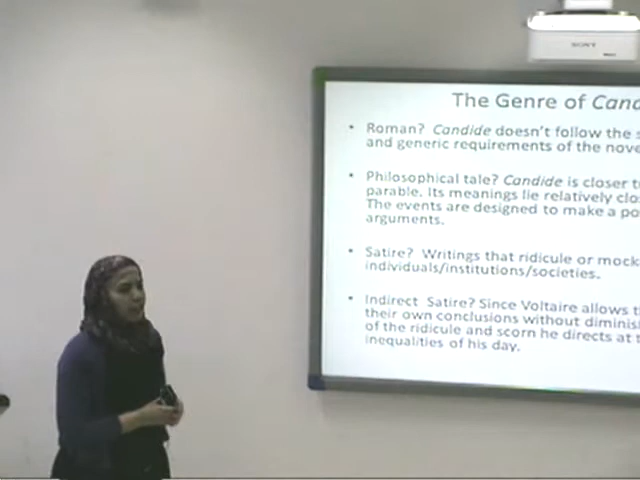 SONY
The Genre of Cand
• Roman? Candide doesn't follow the s
and generic requirements of the nove
• Philosophical tale? Candide is closer t
parable. Its meanings lie relatively clo
The events are designed to make a po
arguments.
• Satire? Writings that ridicule or mock
individuals/institutions/societies.
• Indirect Satire? Since Voltaire allows t
their own conclusions without diminis
of the ridicule and scorn he directs at t
inequalities of his day.